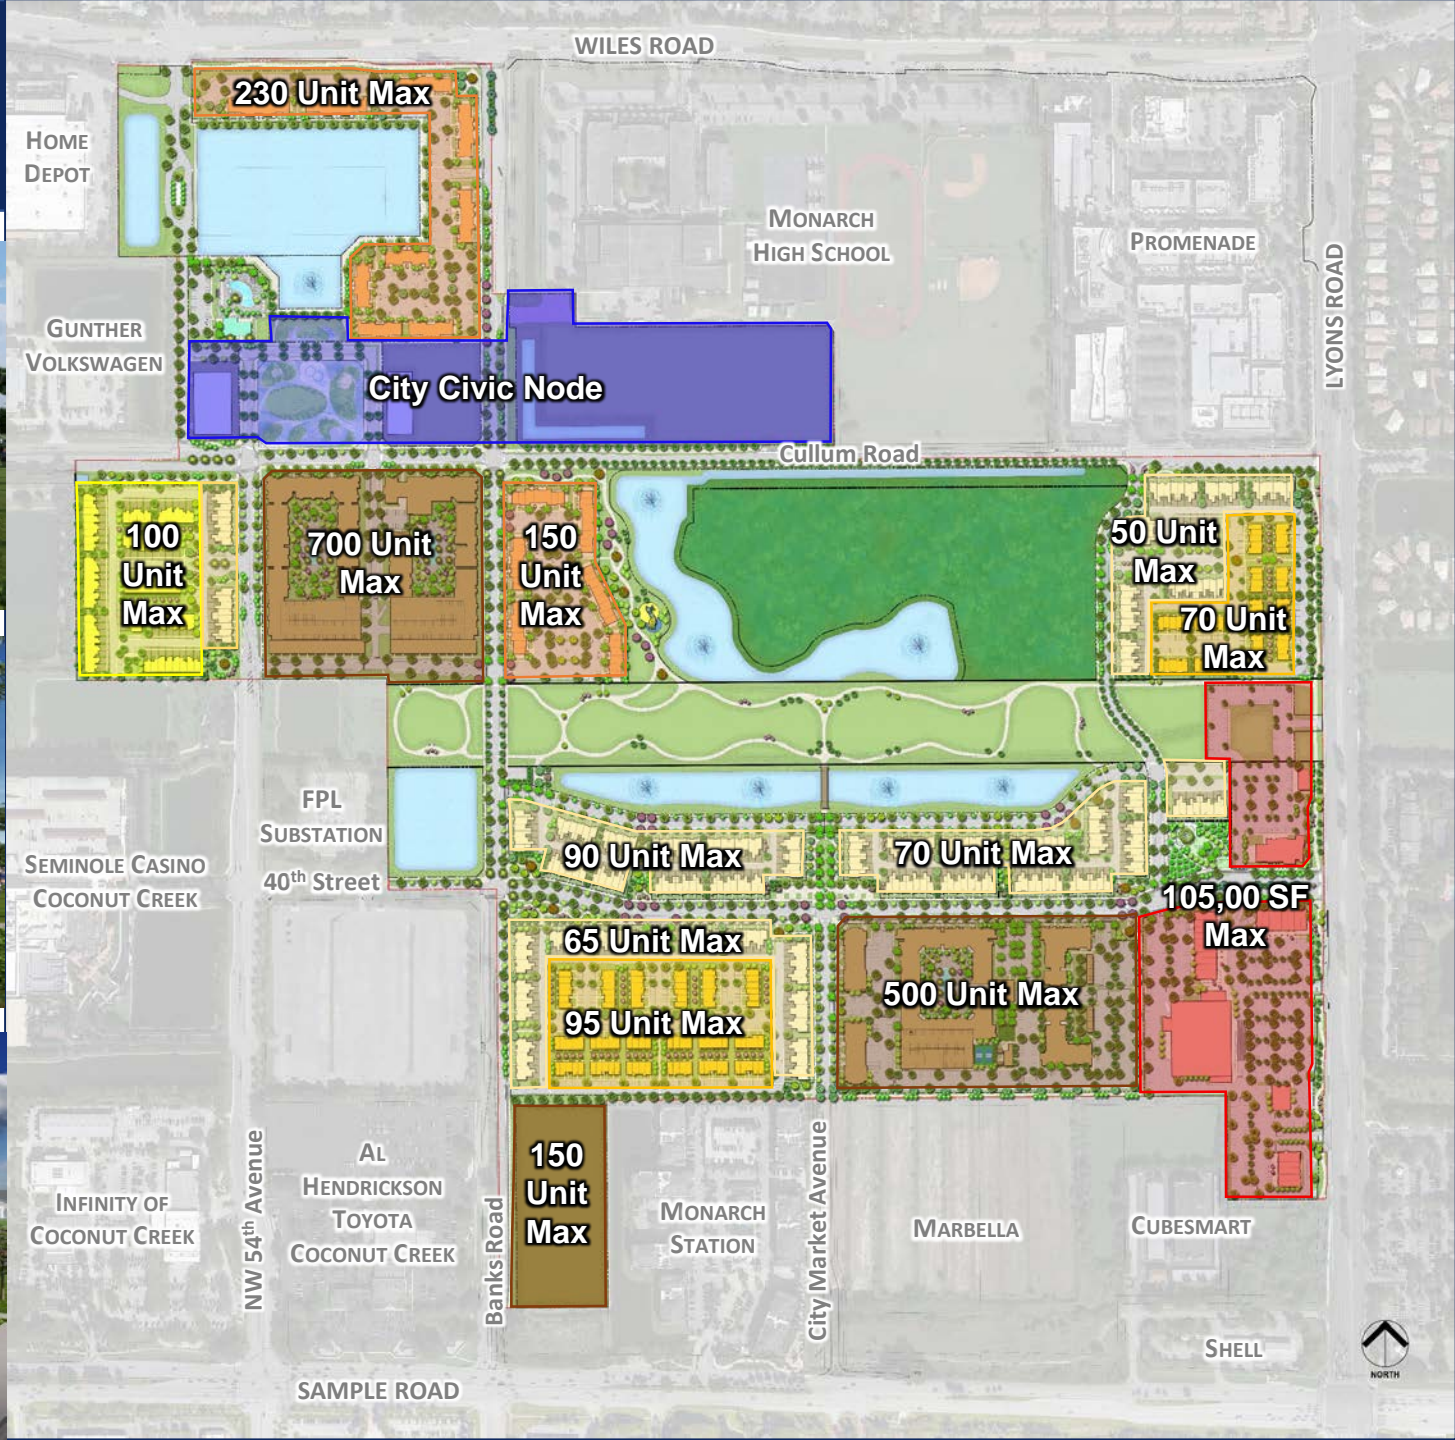 WILES ROAD
230 Unit Max
HOME
DEPOT
MONARCH
HIGH SCHOOL
PROMENADE
LYONS ROAD
GUNTHER
VOLKSWAGEN
City Civic Node
Cullum Road
100
Unit
Max
700 Unit
Max
150
Unit
Max
50 Unit
Max
70 Unit
Max
FPL
SUBSTATION
40th Street
SEMINOLE CASINO
COCONUT CREEK
90 Unit Max
70 Unit Max
105,00 SF
Max
65 Unit Max
95 Unit Max
500 Unit Max
150
Unit
Max
INFINITY OF
COCONUT CREEK
NW 54th Avenue
AL
HENDRICKSON
TOYOTA
COCONUT CREEK
Banks Road
MONARCH
STATION
City Market Avenue
MARBELLA
CUBESMART
SHELL
NORTH
SAMPLE ROAD